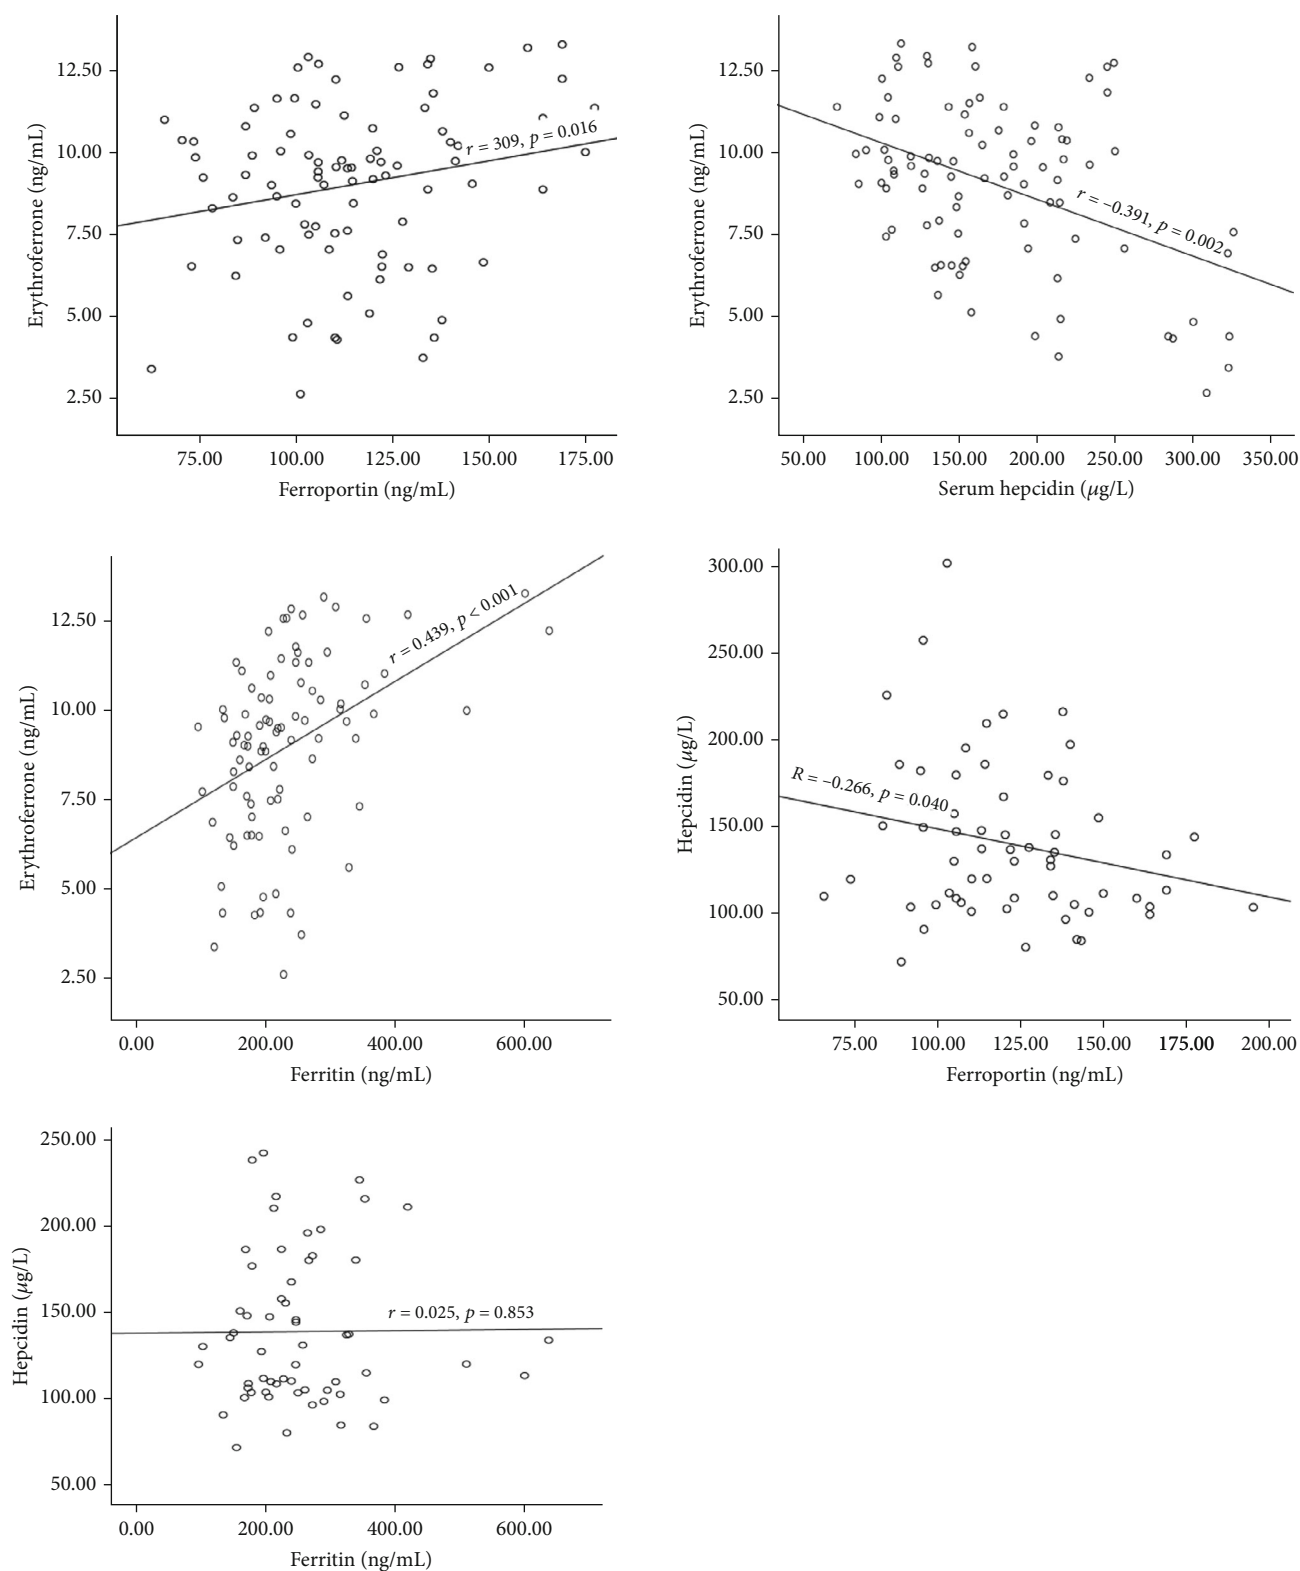 12.50
10.00
7.50
5.00
2.50
Erythroferrone (ng/mL)
r = 309, p = 0.016
75.00 100.00 125.00 150.00 175.00
Ferroportin (ng/mL)
12.50
10.00
7.50
5.00
2.50
Erythroferrone (ng/mL)
r = −0.391, p = 0.002
50.00 100.00 150.00 200.00 250.00 300.00 350.00
Serum hepcidin (μg/L)
12.50
10.00
7.50
5.00
2.50
Erythroferrone (ng/mL)
r = 0.439, p < 0.001
0.00 200.00 400.00 600.00
Ferritin (ng/mL)
300.00
250.00
200.00
150.00
100.00
50.00
Hepcidin (μg/L)
R = −0.266, p = 0.040
75.00 100.00 125.00 150.00 175.00 200.00
Ferroportin (ng/mL)
250.00
200.00
150.00
100.00
50.00
Hepcidin (μg/L)
r = 0.025, p = 0.853
0.00 200.00 400.00 600.00
Ferritin (ng/mL)